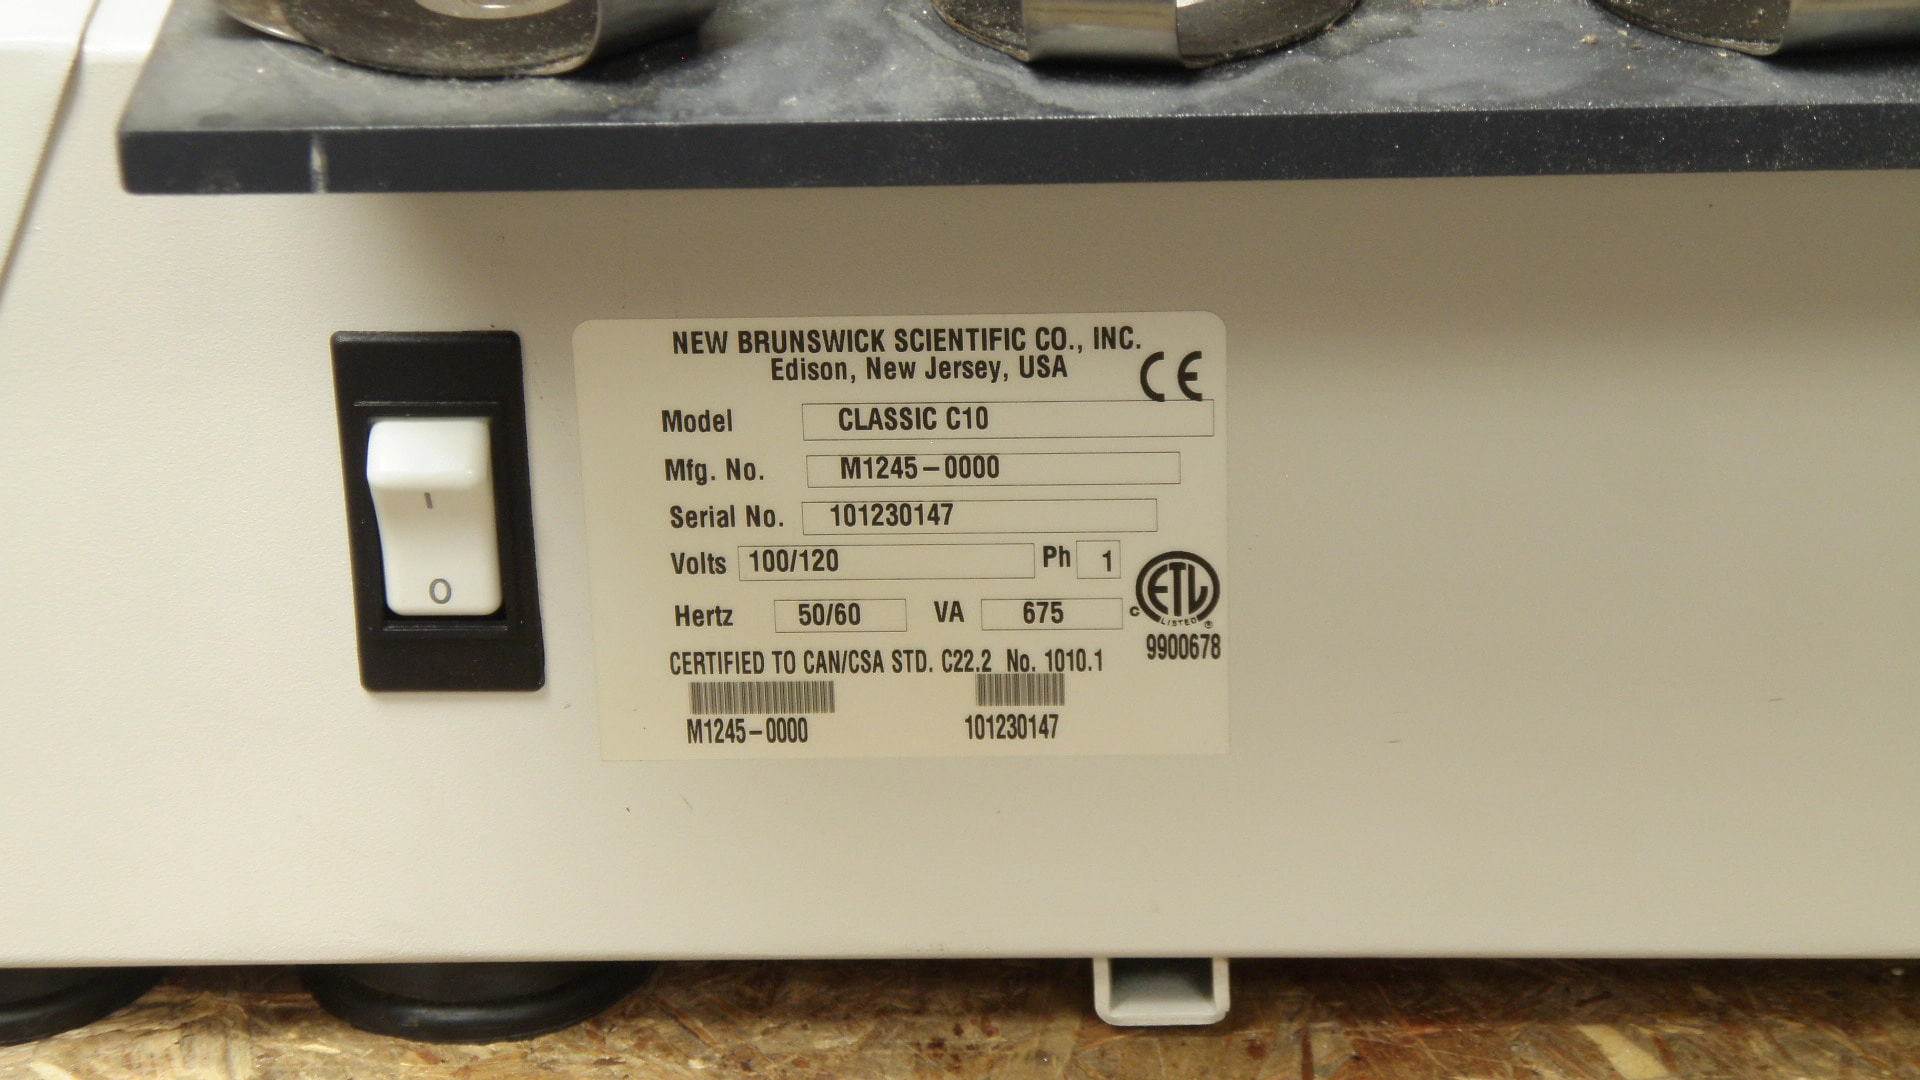 NEW BRUNSWICK SCIENTIFIC CO., INC.
Edison, New Jersey, USA
CE
Model CLASSIC C10
Mfg. No. M1245-0000
Serial No. 101230147
Volts 100/120 Ph 1
Hertz 50/60 VA 675
C ETL LISTED ®
9900678
CERTIFIED TO CAN/CSA STD. C22.2 No. 1010.1
M1245-0000 101230147
I
O